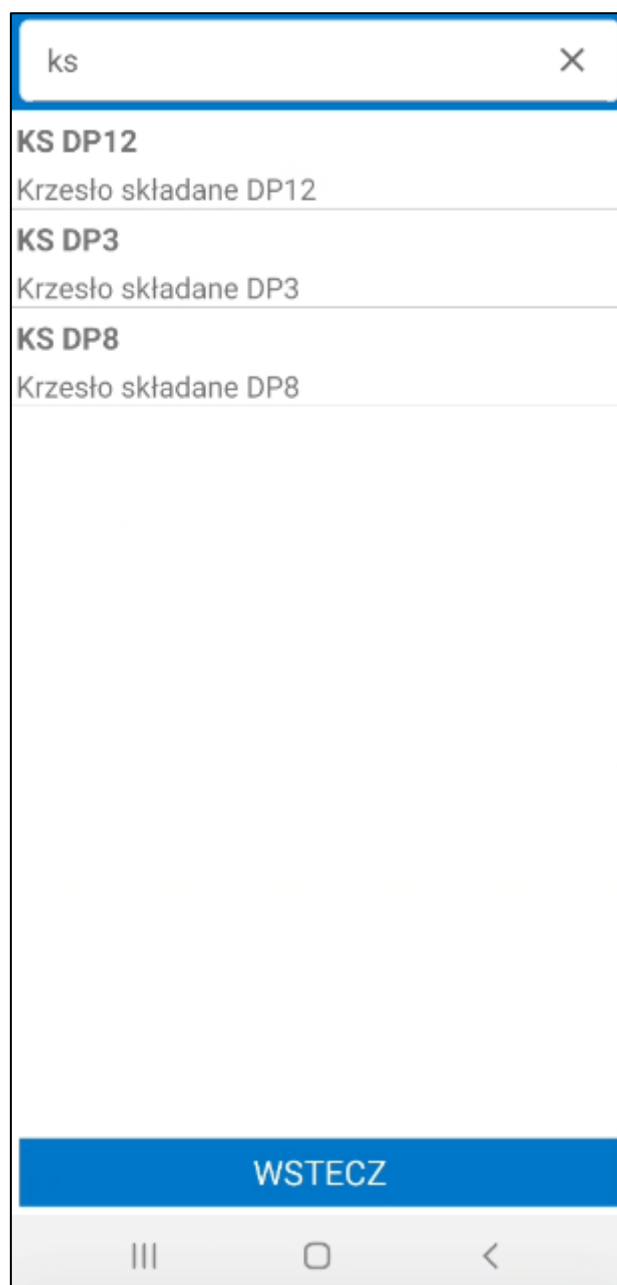 ks
KS DP12
Krzesło składane DP12
KS DP3
Krzesło składane DP3
KS DP8
Krzesło składane DP8
WSTECZ